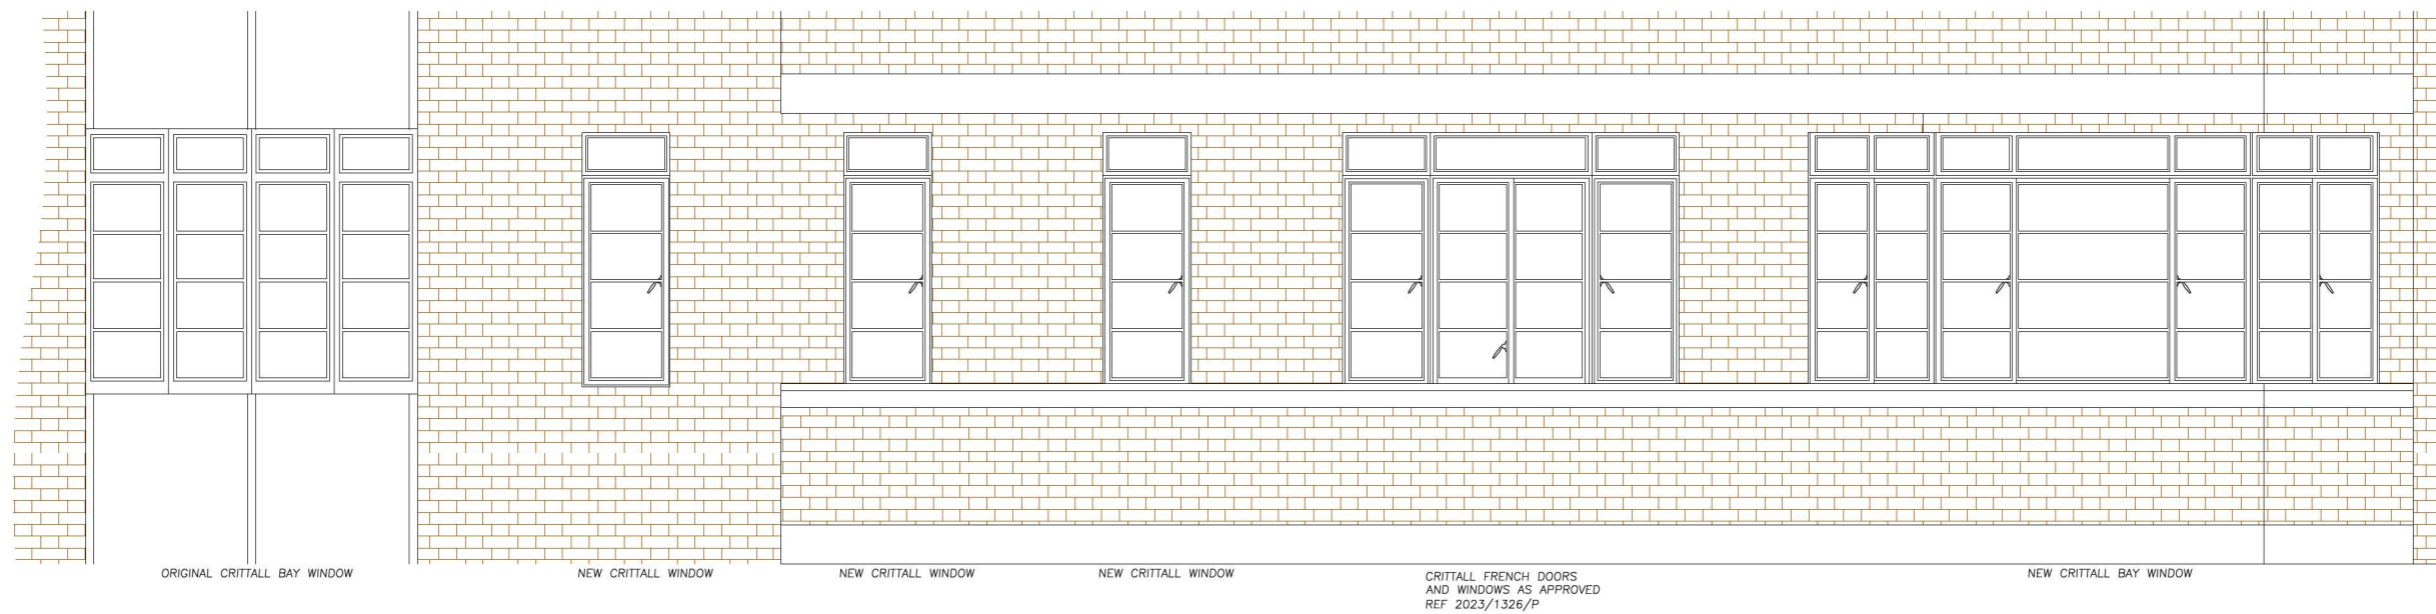 ORIGINAL CRITTALL BAY WINDOW
NEW CRITTALL WINDOW
NEW CRITTALL WINDOW
NEW CRITTALL WINDOW
CRITTALL FRENCH DOORS
AND WINDOWS AS APPROVED
REF 2023/1326/P
NEW CRITTALL BAY WINDOW